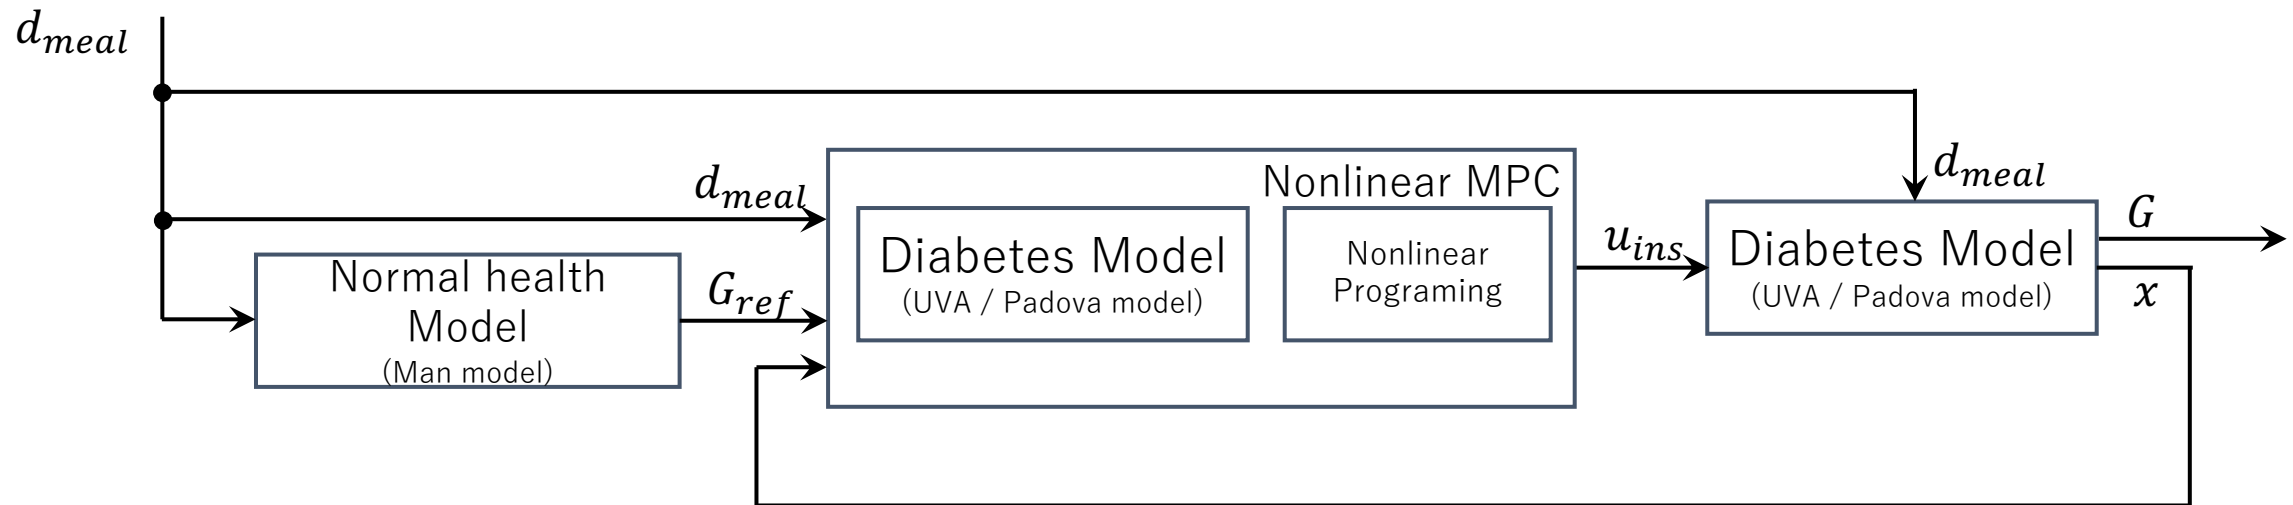 d_meal
d_meal
d_meal
Nonlinear MPC
Diabetes Model
(UVA / Padova model)
Nonlinear
Programing
Normal health
Model
(Man model)
G_ref
u_ins
Diabetes Model
(UVA / Padova model)
G
x